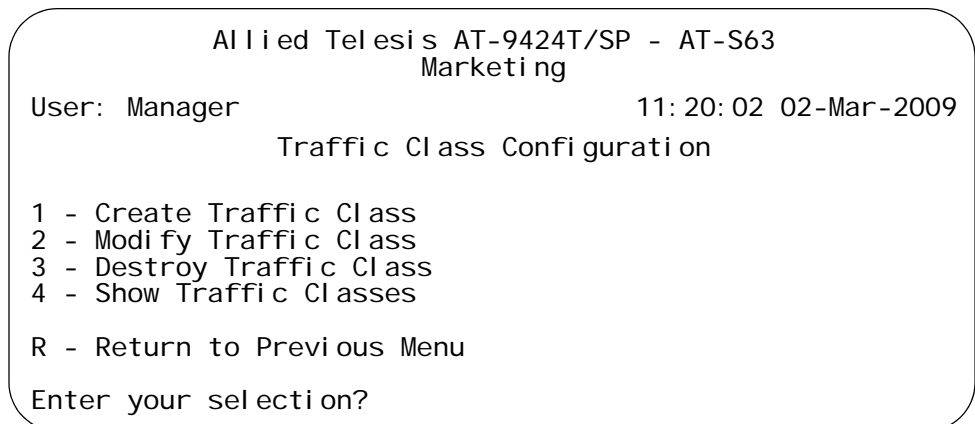 Allied Telesis AT-9424T/SP - AT-S63
Marketing
User: Manager 11:20:02 02-Mar-2009
Traffic Class Configuration
1 - Create Traffic Class
2 - Modify Traffic Class
3 - Destroy Traffic Class
4 - Show Traffic Classes
R - Return to Previous Menu
Enter your selection?